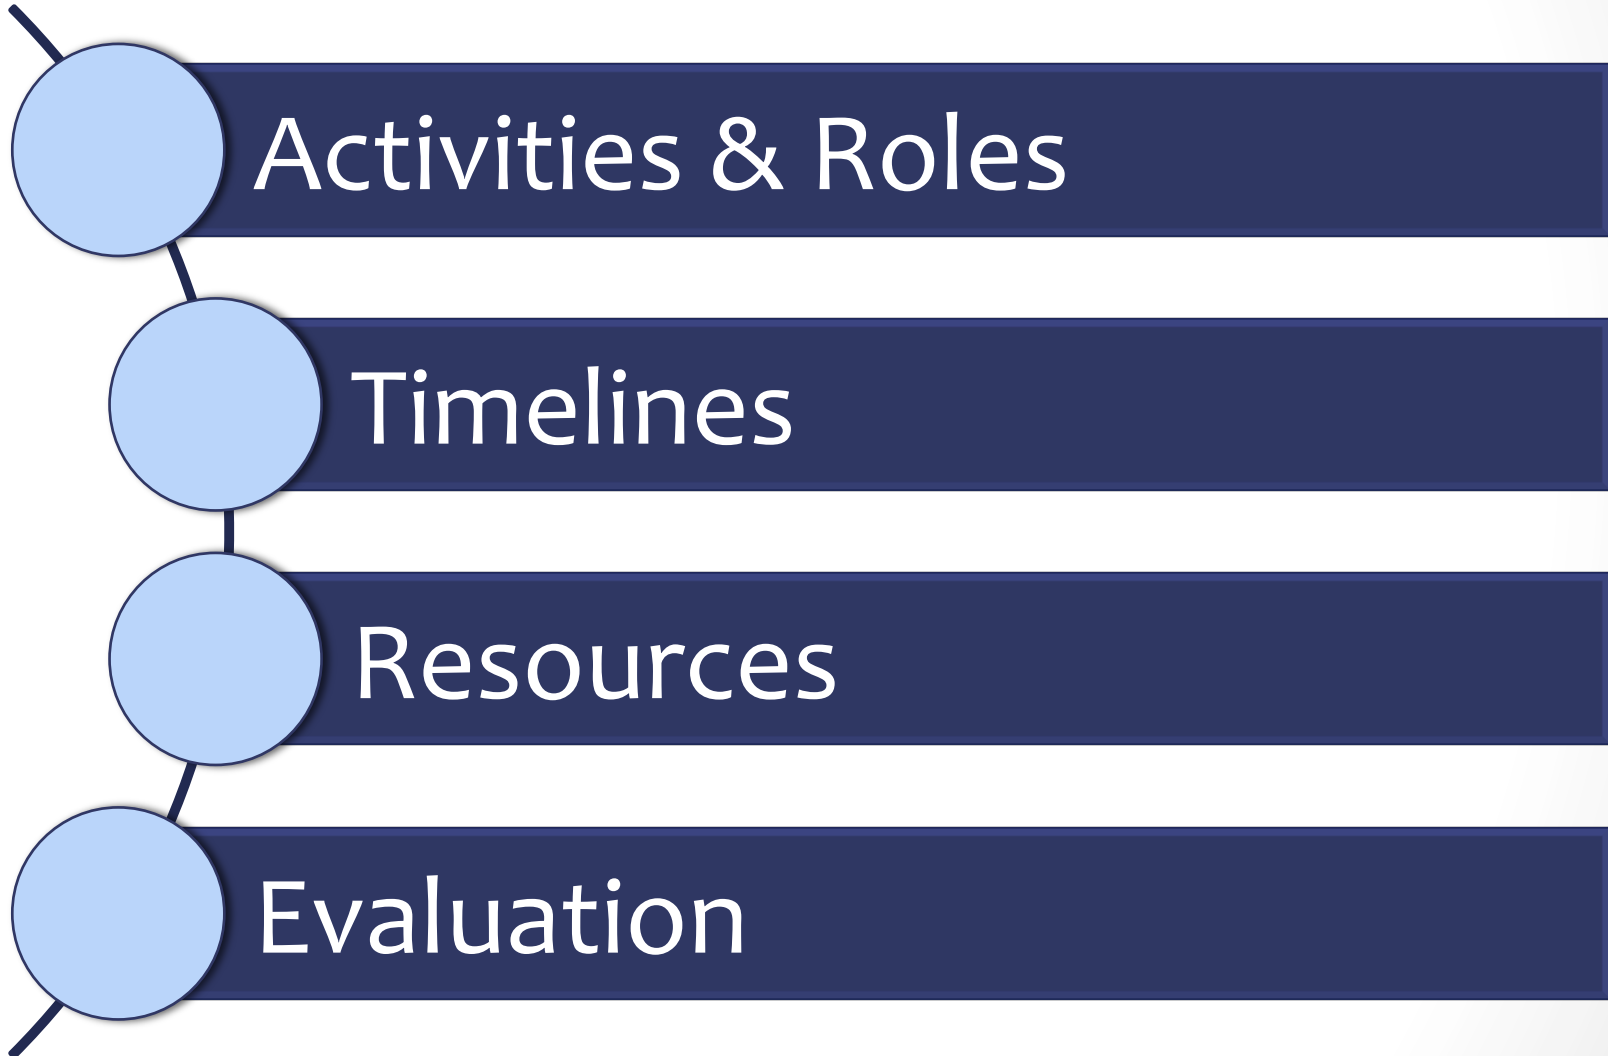 Activities & Roles
Timelines
Resources
Evaluation